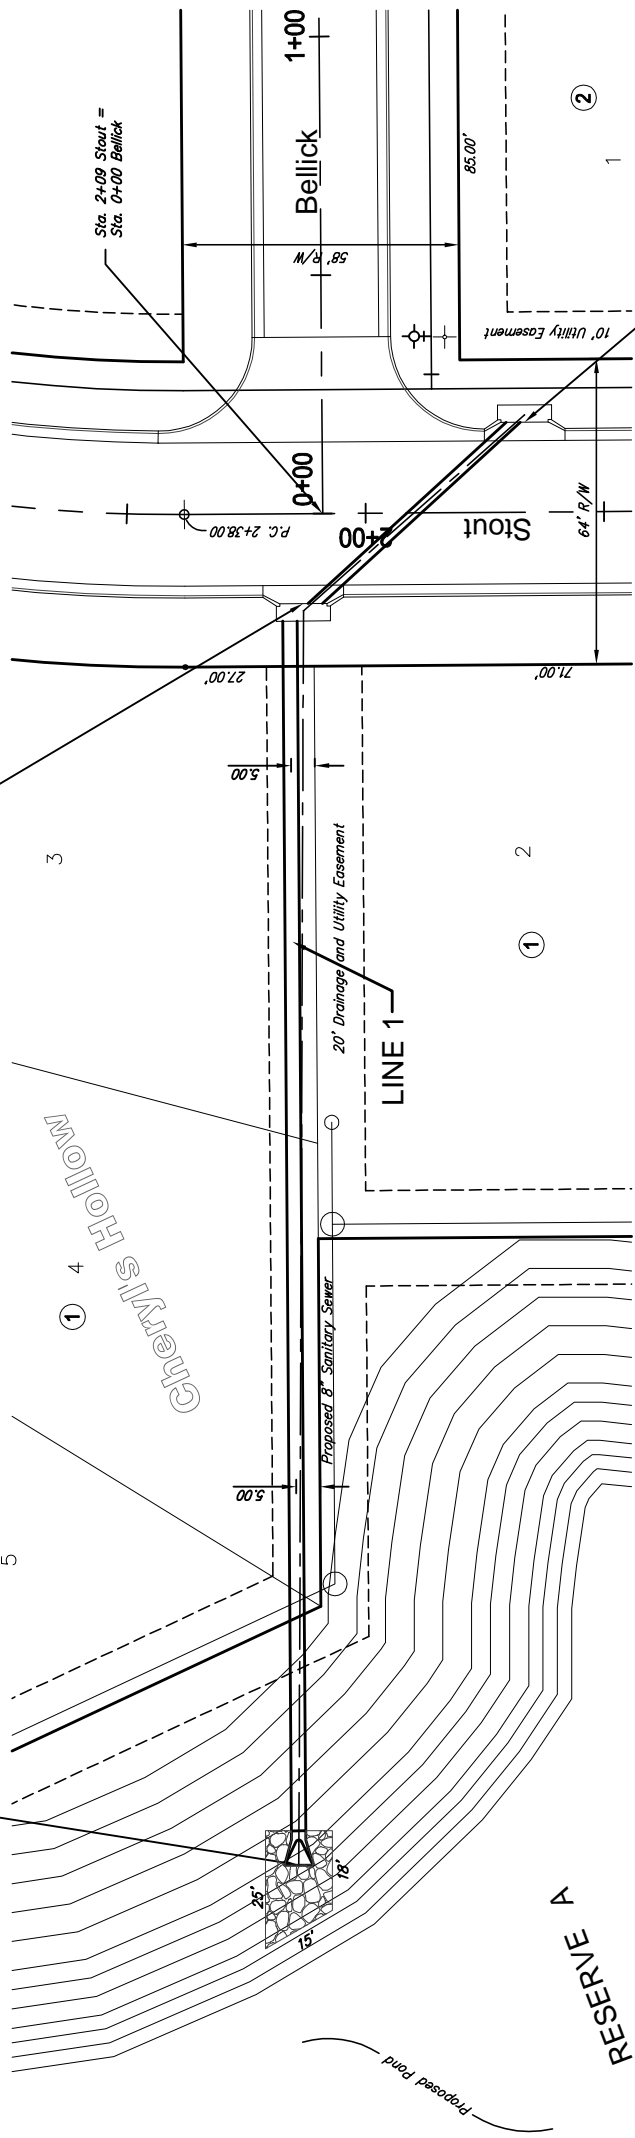 1+00
Sta. 2+09 Stout =
Sta. 0+00 Bellick
Bellick
58' R/W
85.00'
2
1
10' Utility Easement
0+00
P.C. 2+38.00
2+00
Stout
64' R/W
27.00'
71.00'
5.00
3
20' Drainage and Utility Easement
2
1
LINE 1
Cheryl's Hollow
4
1
Proposed 8" Sanitary Sewer
5.00
5
25'
18'
15'
RESERVE A
Proposed Pond